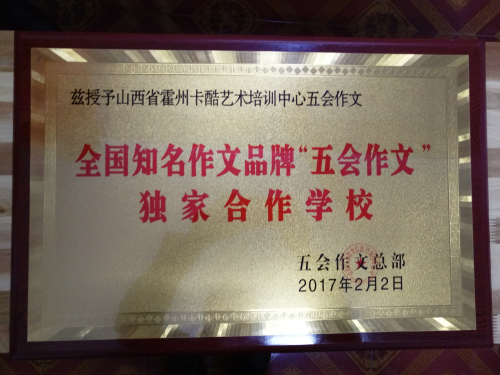 兹授予山西省霍州卡酷艺术培训中心五会作文
全国知名作文品牌“五会作文”
独家合作学校
五会作文总部
2017年2月2日